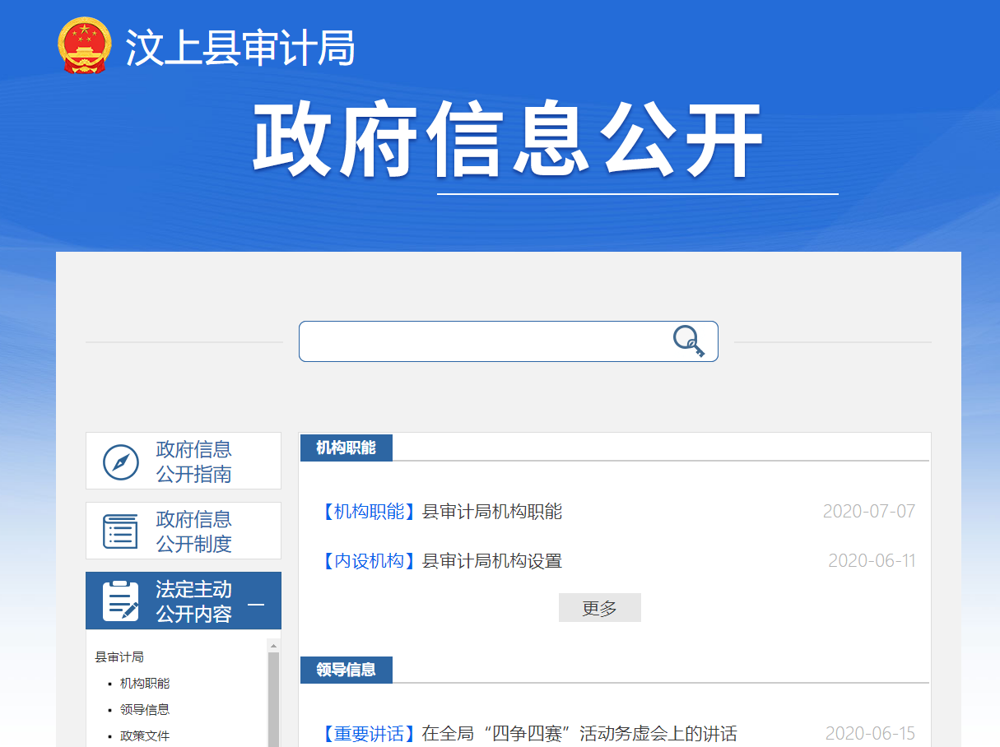 汶上县审计局
政府信息公开
政府信息
公开指南
政府信息
公开制度
法定主动
公开内容
县审计局
• 机构职能
• 领导信息
• 政策文件
机构职能
【机构职能】县审计局机构职能 2020-07-07
【内设机构】县审计局机构设置 2020-06-11
更多
领导信息
【重要讲话】在全局“四争四赛”活动务虚会上的讲话 2020-06-15